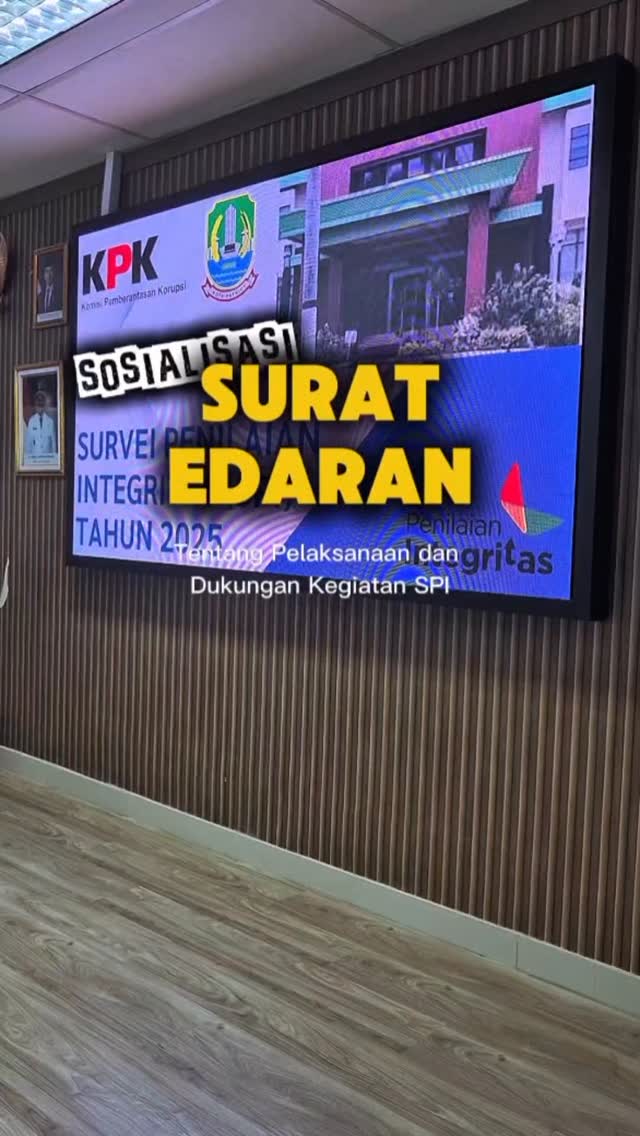 KPK
Komisi Pemberantasan Korupsi
SOSIALISASI
SURAT
EDARAN
SURVEI PENILAIAN
INTEGRI
TAHUN 2025
Tentang Pelaksanaan dan
Dukungan Kegiatan SPI
Penilaian
Integritas